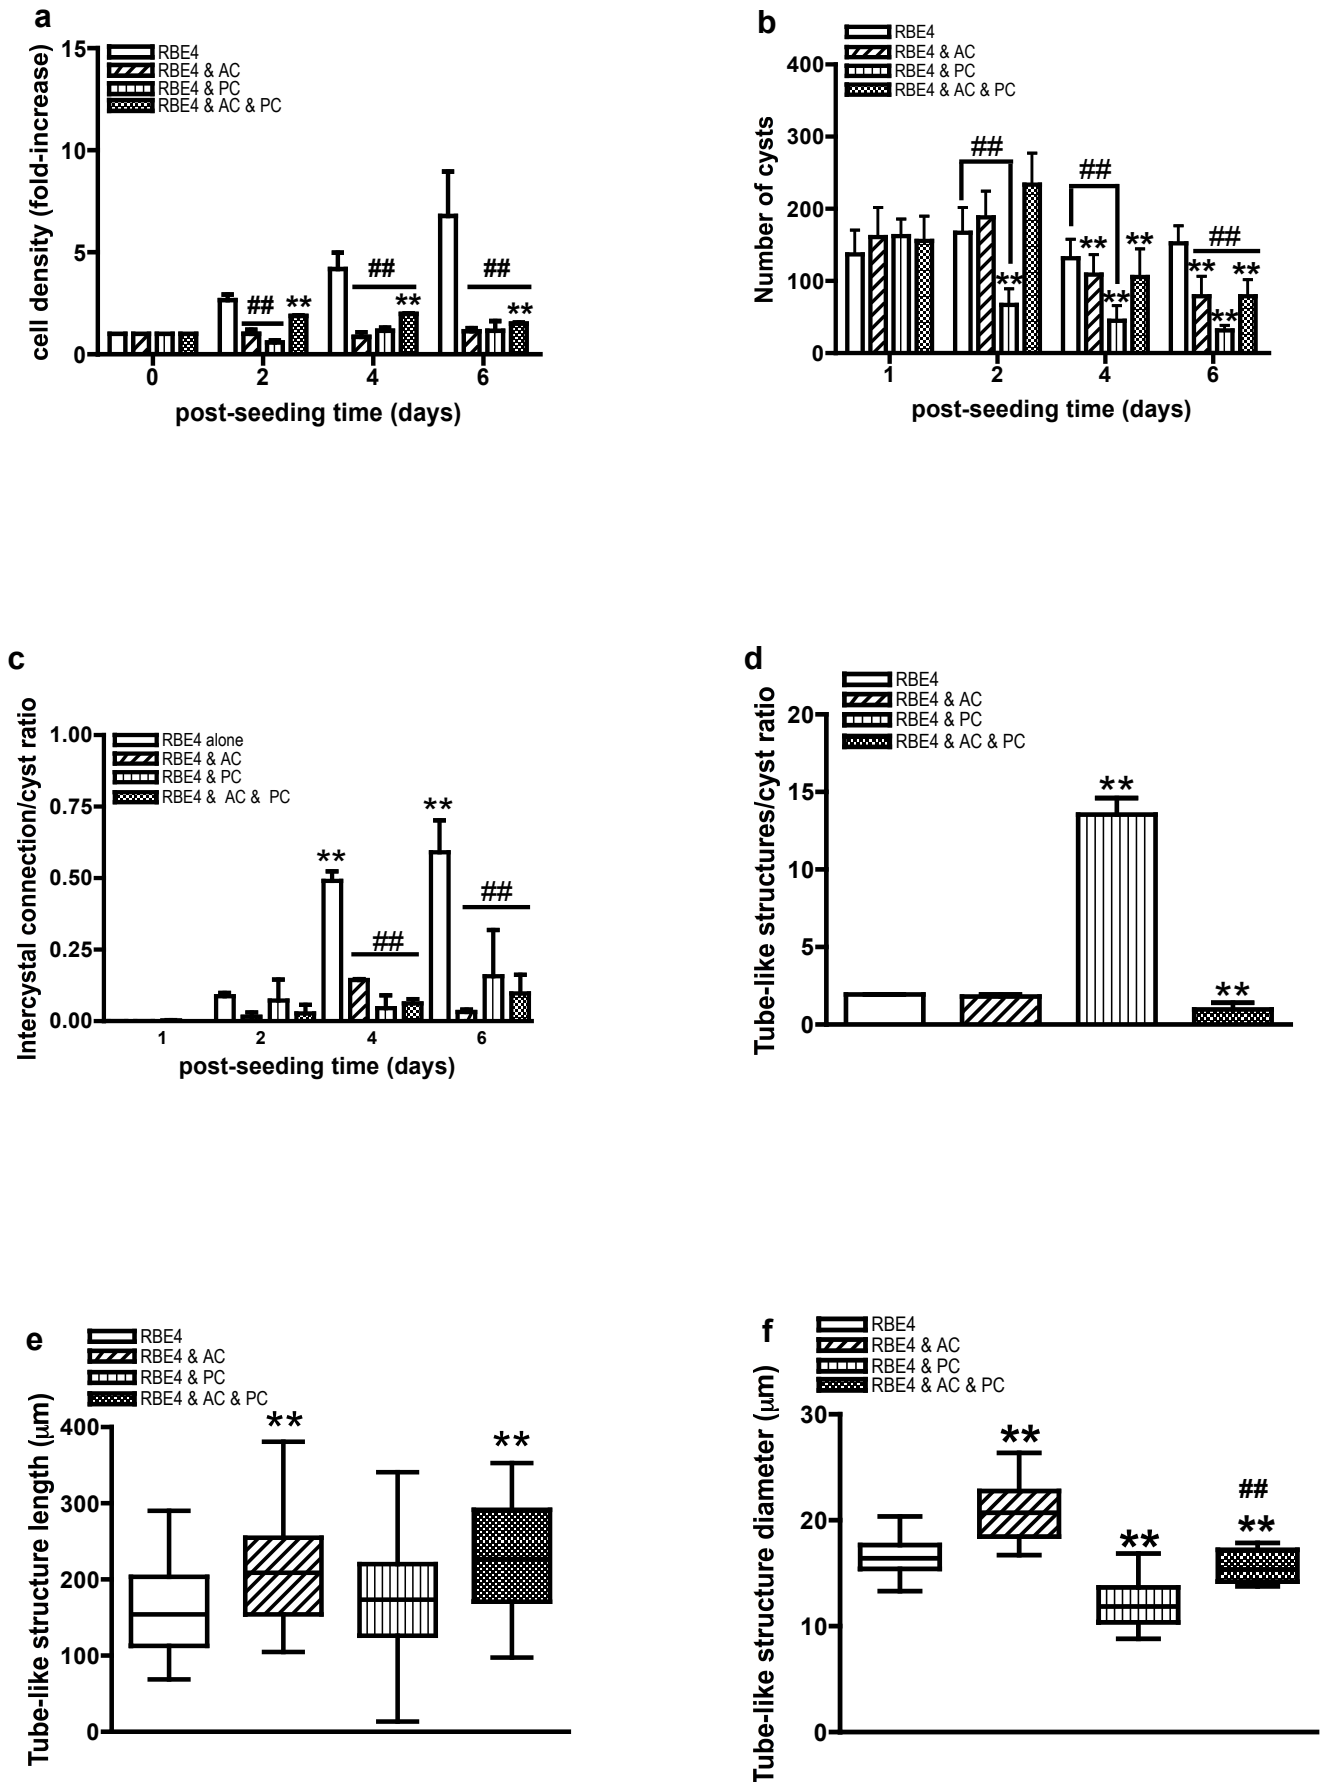 a
cell density (fold-increase)
15
10
5
0
RBE4
RBE4 & AC
RBE4 & PC
RBE4 & AC & PC
## **
## **
## **
0 2 4 6
post-seeding time (days)
b
Number of cysts
400
300
200
100
0
RBE4
RBE4 & AC
RBE4 & PC
RBE4 & AC & PC
##
**
##
** ** **
##
** ** **
1 2 4 6
post-seeding time (days)
c
Intercystal connection/cyst ratio
1.00
0.75
0.50
0.25
0.00
RBE4 alone
RBE4 & AC
RBE4 & PC
RBE4 & AC & PC
**
##
**
##
1 2 4 6
post-seeding time (days)
d
Tube-like structures/cyst ratio
20
15
10
5
0
RBE4
RBE4 & AC
RBE4 & PC
RBE4 & AC & PC
**
**
e
Tube-like structure length (μm)
400
300
200
100
0
RBE4
RBE4 & AC
RBE4 & PC
RBE4 & AC & PC
**
**
f
Tube-like structure diameter (μm)
30
20
10
0
RBE4
RBE4 & AC
RBE4 & PC
RBE4 & AC & PC
**
**
##
**